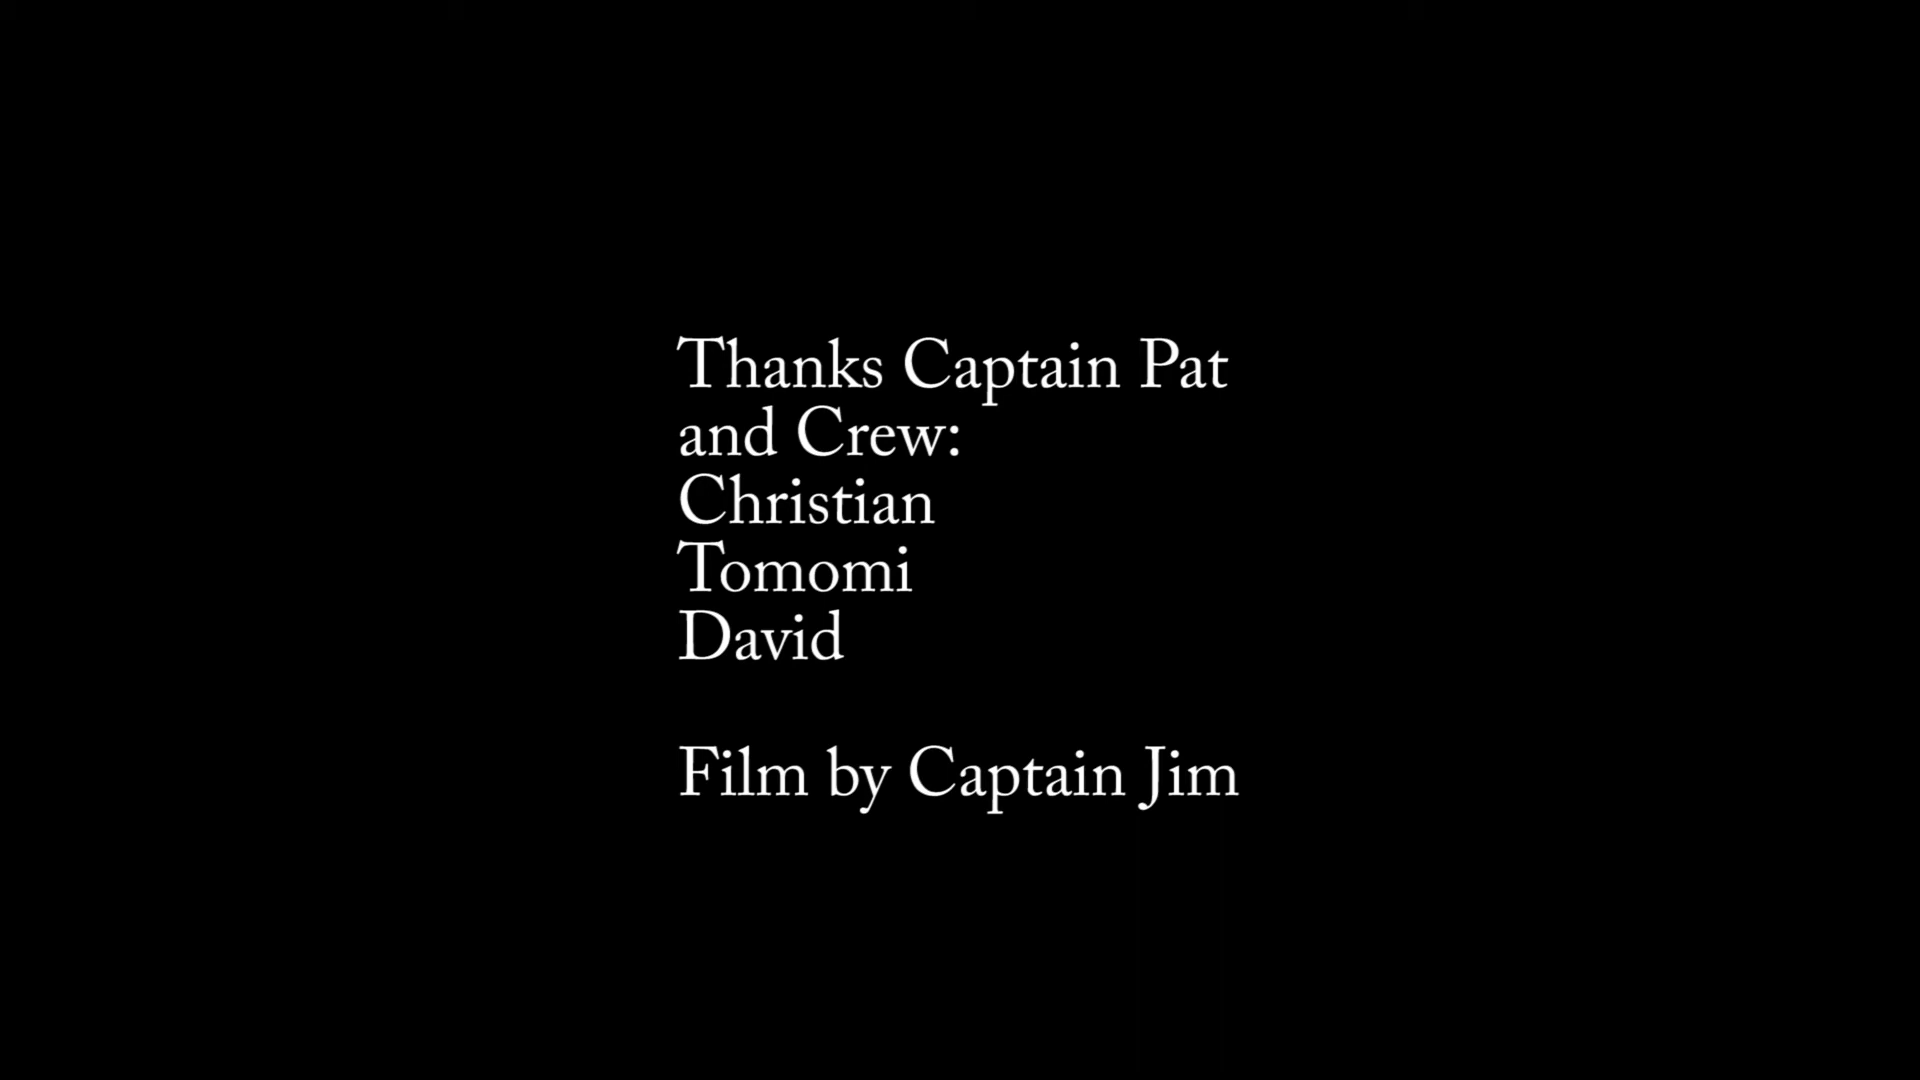 Thanks Captain Pat
and Crew:
Christian
Tomomi
David
Film by Captain Jim